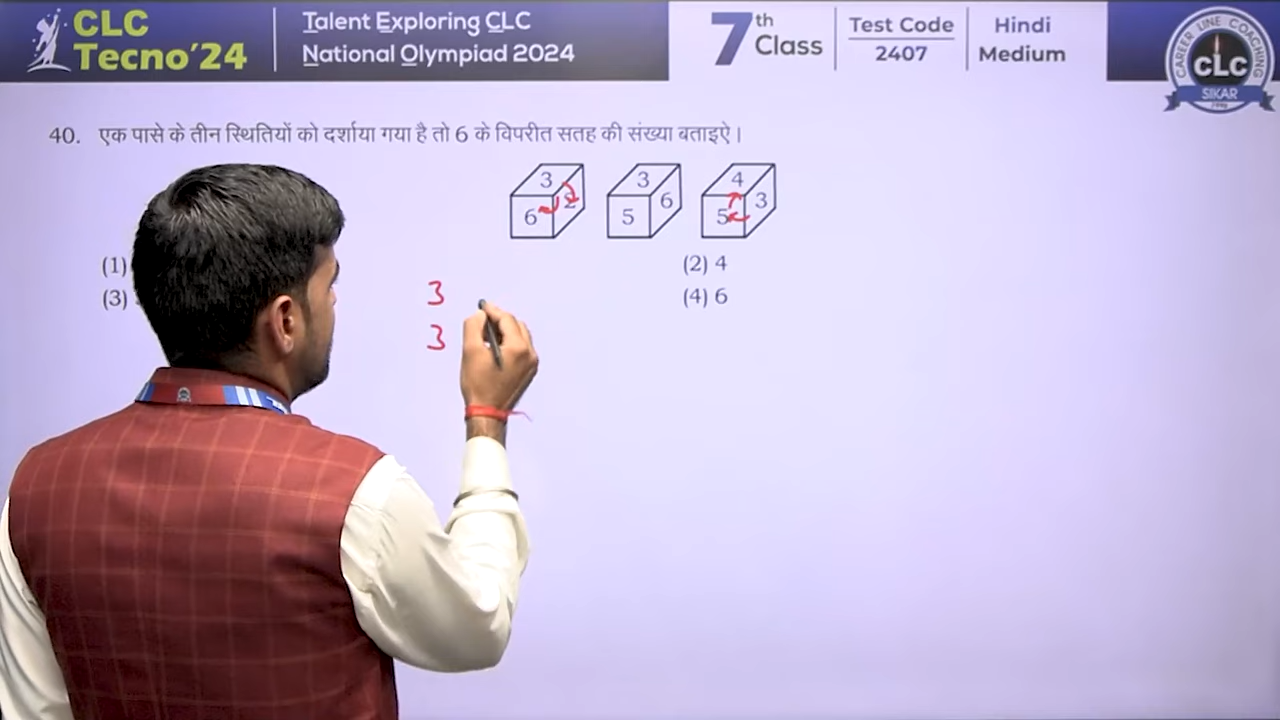 CLC
Tecno'24
Talent Exploring CLC
National Olympiad 2024
7th Class
Test Code
2407
Hindi
Medium
CAREER LINE COACHING
CLC
SIKAR
40. एक पासे के तीन स्थितियों को दर्शाया गया है तो 6 के विपरीत सतह की संख्या बताइऐ।
3 3 4
6 5 6 5 3
(1) (2) 4
(3) (4) 6
3
3